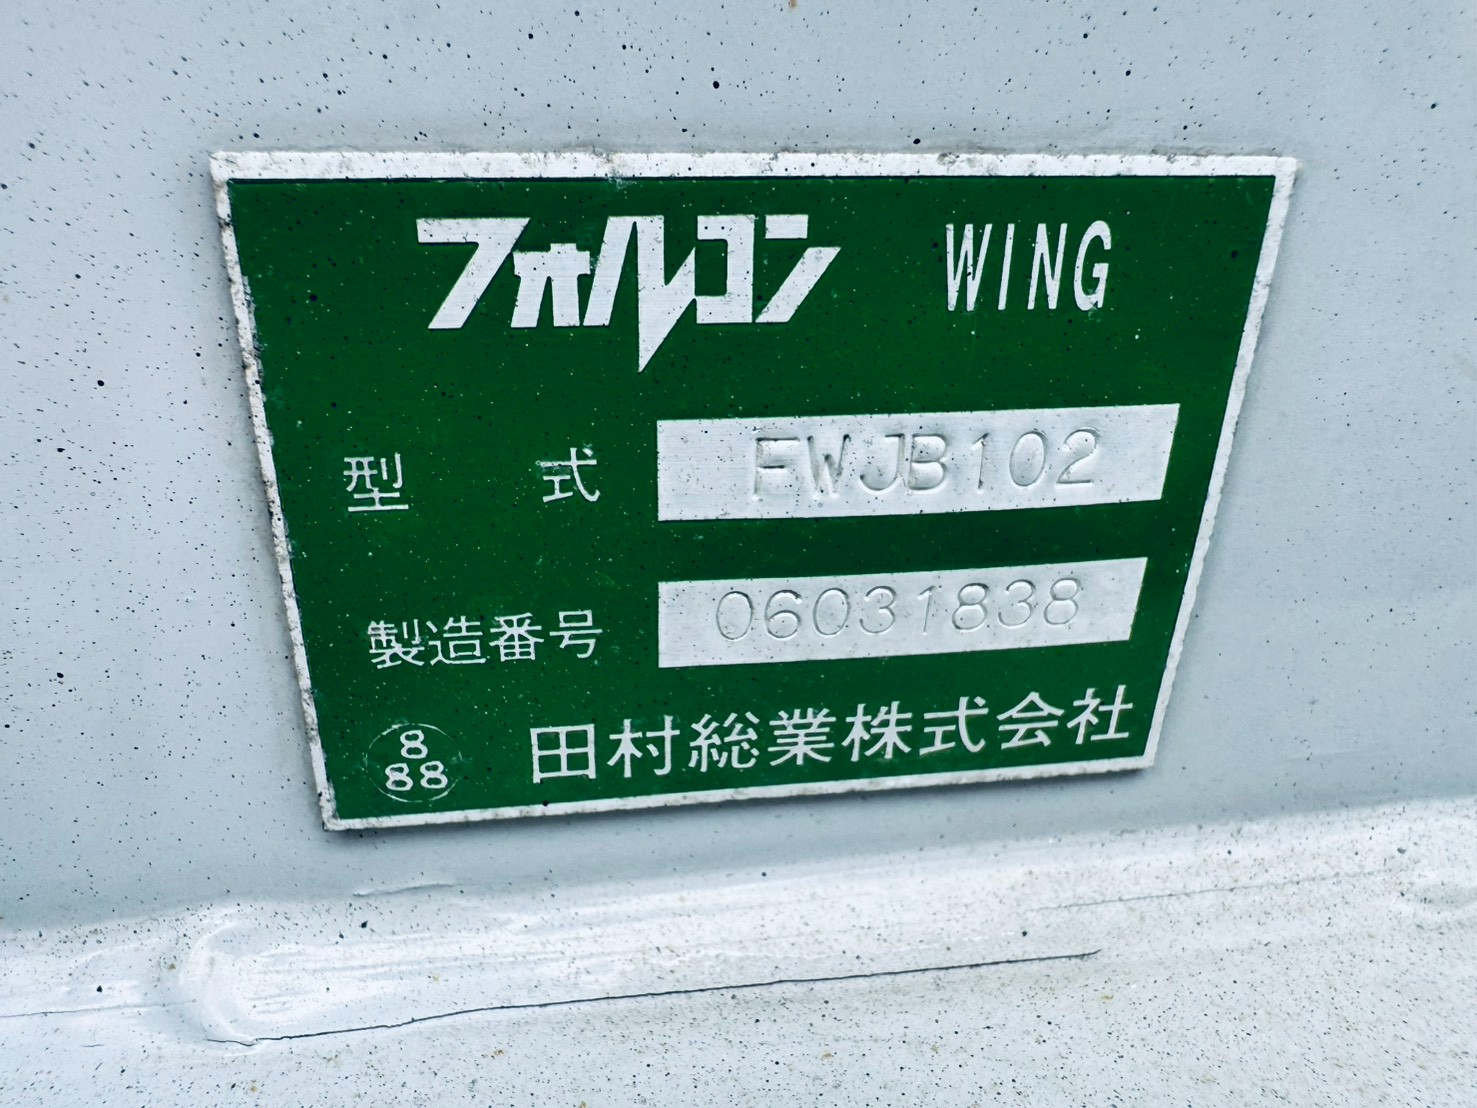 フォルコン WING
型式 FWJB102
製造番号 06031838
8
88
田村総業株式会社